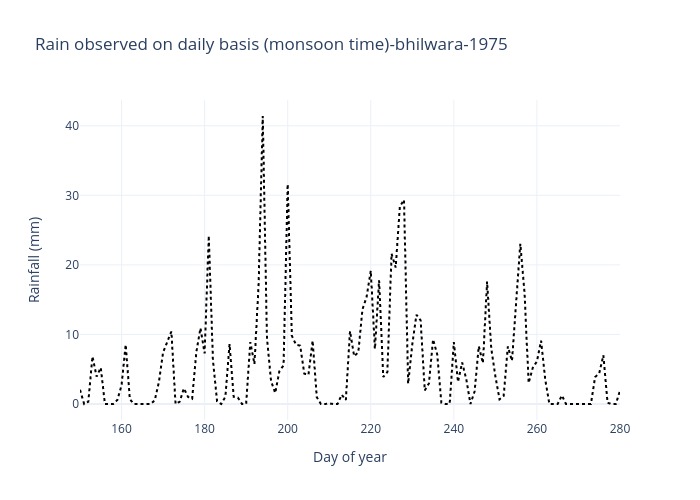 Rain observed on daily basis (monsoon time)-bhilwara-1975
40
30
20
10
0
Rainfall (mm)
160 180 200 220 240 260 280
Day of year